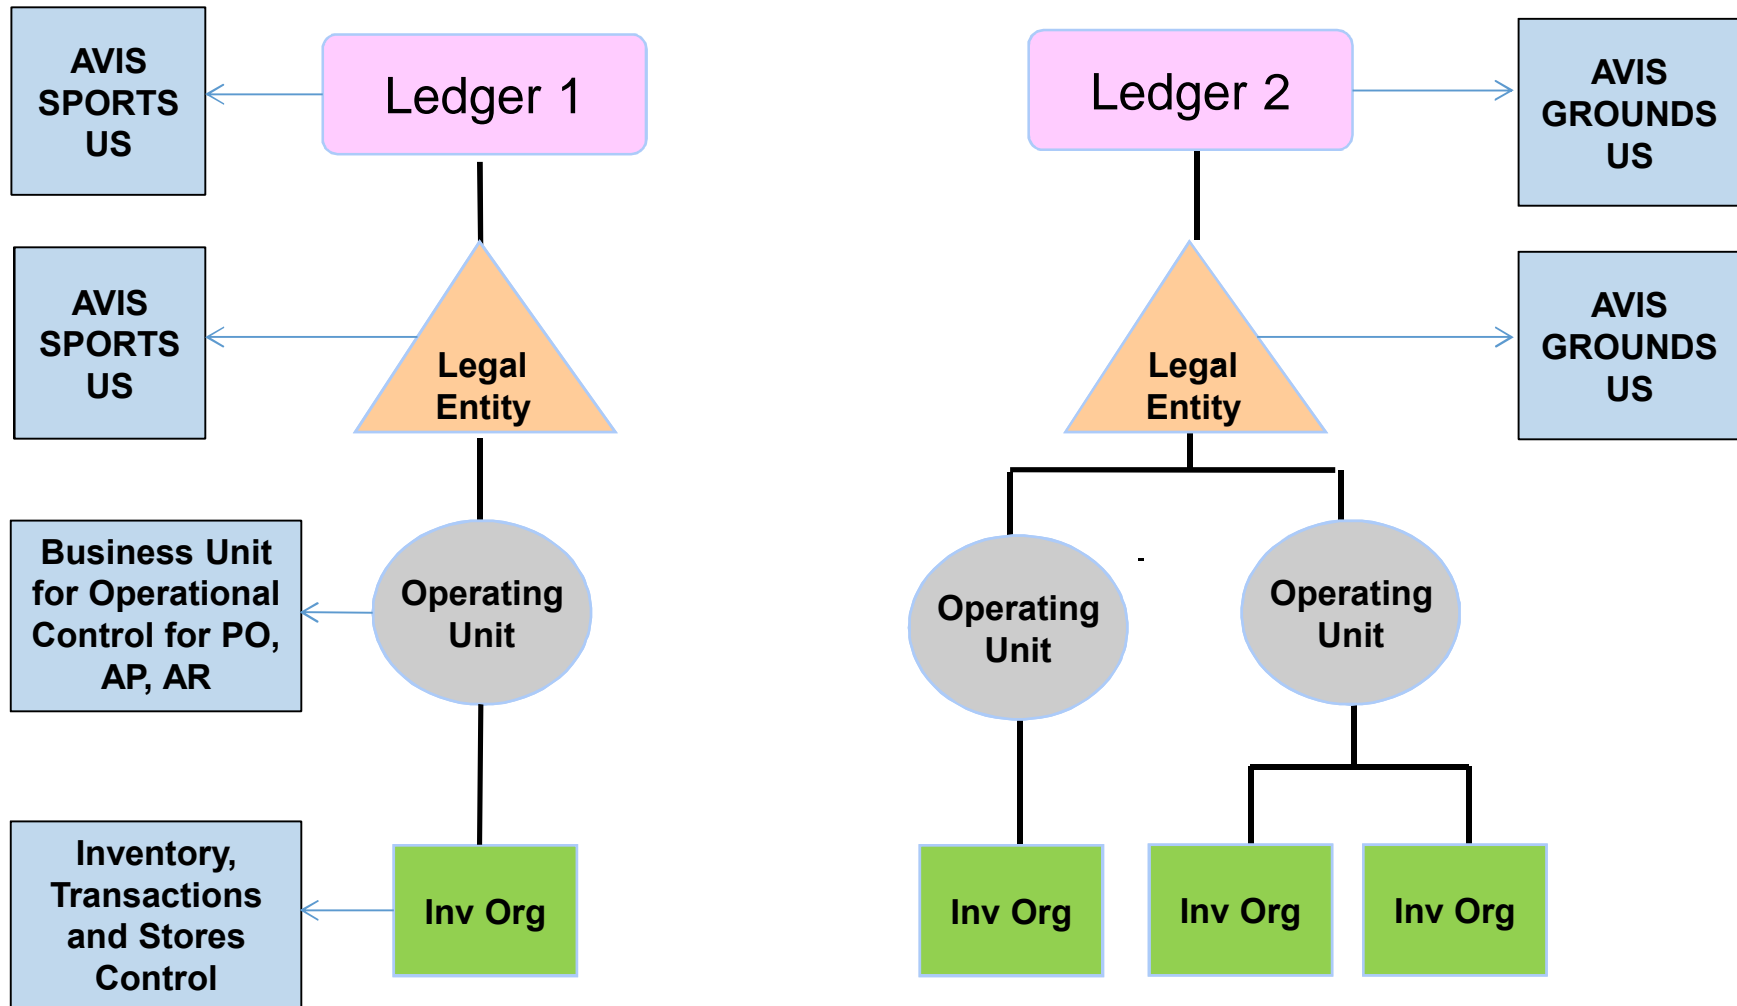 AVIS
SPORTS
US
Ledger 1
Ledger 2
AVIS
GROUNDS
US
AVIS
SPORTS
US
Legal
Entity
Legal
Entity
AVIS
GROUNDS
US
Business Unit
for Operational
Control for PO,
AP, AR
Operating
Unit
Operating
Unit
-
Operating
Unit
Inventory,
Transactions
and Stores
Control
Inv Org
Inv Org
Inv Org
Inv Org